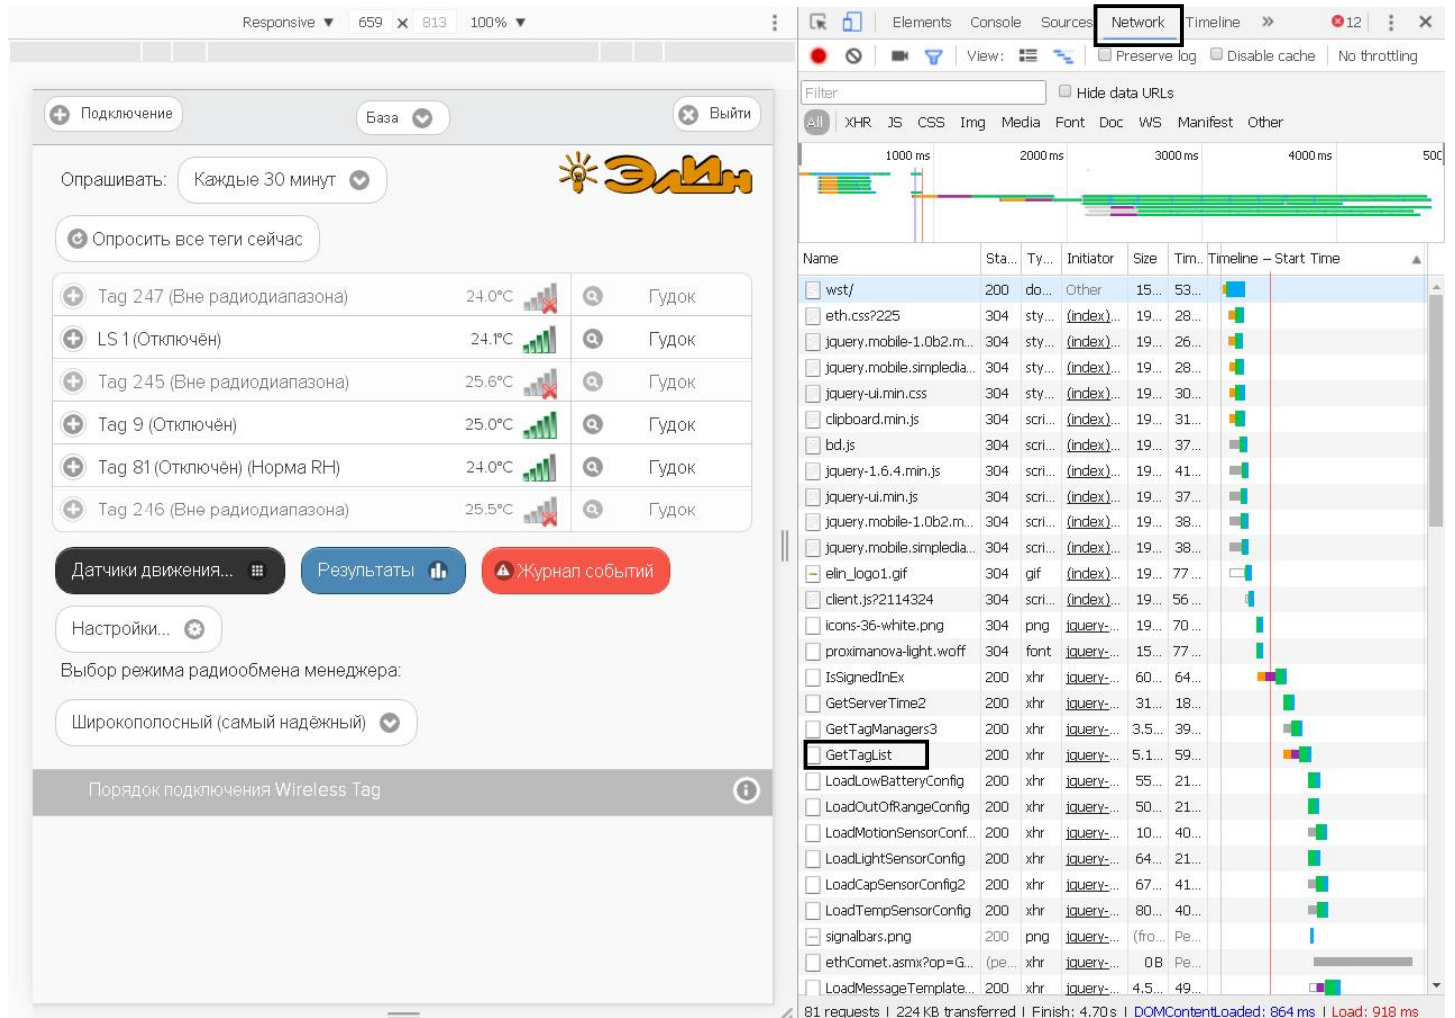 Responsive ▼ 659 × 813 100% ▼
Elements Console Sources Network Timeline » 12
View: Preserve log Disable cache No throttling
Filter Hide data URLs
All XHR JS CSS Img Media Font Doc WS Manifest Other
1000 ms 2000 ms 3000 ms 4000 ms 500
Подключение База Выйти
Опрашивать: Каждые 30 минут ЭлИн
Опросить все теги сейчас
Tag 247 (Вне радиодиапазона) 24.0°C Гудок
LS 1 (Отключён) 24.1°C Гудок
Tag 245 (Вне радиодиапазона) 25.6°C Гудок
Tag 9 (Отключён) 25.0°C Гудок
Tag 81 (Отключён) (Норма RH) 24.0°C Гудок
Tag 246 (Вне радиодиапазона) 25.5°C Гудок
Датчики движения... Результаты Журнал событий
Настройки...
Выбор режима радиообмена менеджера:
Широкополосный (самый надёжный)
Порядок подключения Wireless Tag
Name Sta... Ty... Initiator Size Tim.. Timeline – Start Time
wst/ 200 do... Other 15... 53...
eth.css?225 304 sty... (index)... 19... 28...
jquery.mobile-1.0b2.m... 304 sty... (index)... 19... 26...
jquery.mobile.simpledia... 304 sty... (index)... 19... 28...
jquery-ui.min.css 304 sty... (index)... 19... 30...
clipboard.min.js 304 scri... (index)... 19... 31...
bd.js 304 scri... (index)... 19... 37...
jquery-1.6.4.min.js 304 scri... (index)... 19... 41...
jquery-ui.min.js 304 scri... (index)... 19... 37...
jquery.mobile-1.0b2.m... 304 scri... (index)... 19... 38...
jquery.mobile.simpledia... 304 scri... (index)... 19... 38...
elin_logo1.gif 304 gif (index)... 19... 77 ...
client.js?2114324 304 scri... (index)... 19... 56 ...
icons-36-white.png 304 png jquery-... 19... 70 ...
proximanova-light.woff 304 font jquery-... 15... 77 ...
IsSignedInEx 200 xhr jquery-... 60... 64...
GetServerTime2 200 xhr jquery-... 31... 18...
GetTagManagers3 200 xhr jquery-... 3.5... 39...
GetTagList 200 xhr jquery-... 5.1... 59...
LoadLowBatteryConfig 200 xhr jquery-... 55... 21...
LoadOutOfRangeConfig 200 xhr jquery-... 50... 21...
LoadMotionSensorConf... 200 xhr jquery-... 10... 40...
LoadLightSensorConfig 200 xhr jquery-... 64... 21...
LoadCapSensorConfig2 200 xhr jquery-... 67... 41...
LoadTempSensorConfig 200 xhr jquery-... 80... 40...
signalbars.png 200 png jquery-... (fro... Pe...
ethComet.asmx?op=G... (pe... xhr jquery-... 0 B Pe...
LoadMessageTemplate... 200 xhr jquery-... 4.5... 49...
81 requests | 224 KB transferred | Finish: 4.70 s | DOMContentLoaded: 864 ms | Load: 918 ms